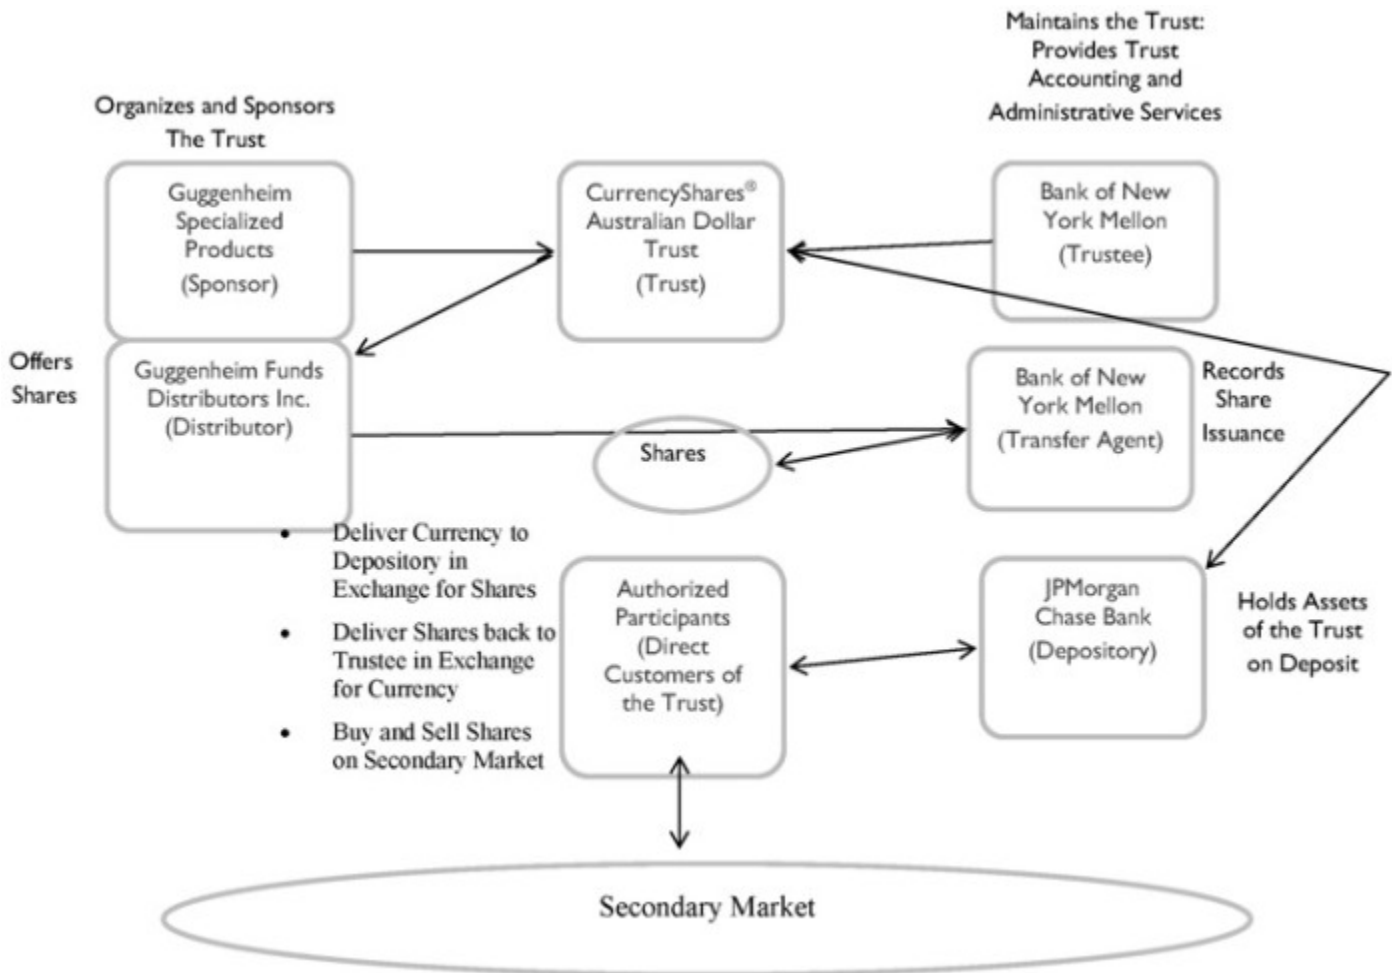 Maintains the Trust:
Provides Trust
Accounting and
Administrative Services
Organizes and Sponsors
The Trust
Guggenheim
Specialized
Products
(Sponsor)
CurrencyShares®
Australian Dollar
Trust
(Trust)
Bank of New
York Mellon
(Trustee)
Offers
Shares
Guggenheim Funds
Distributors Inc.
(Distributor)
Shares
Bank of New
York Mellon
(Transfer Agent)
Records
Share
Issuance
• Deliver Currency to
Depository in
Exchange for Shares
• Deliver Shares back to
Trustee in Exchange
for Currency
• Buy and Sell Shares
on Secondary Market
Authorized
Participants
(Direct
Customers of
the Trust)
JPMorgan
Chase Bank
(Depository)
Holds Assets
of the Trust
on Deposit
Secondary Market